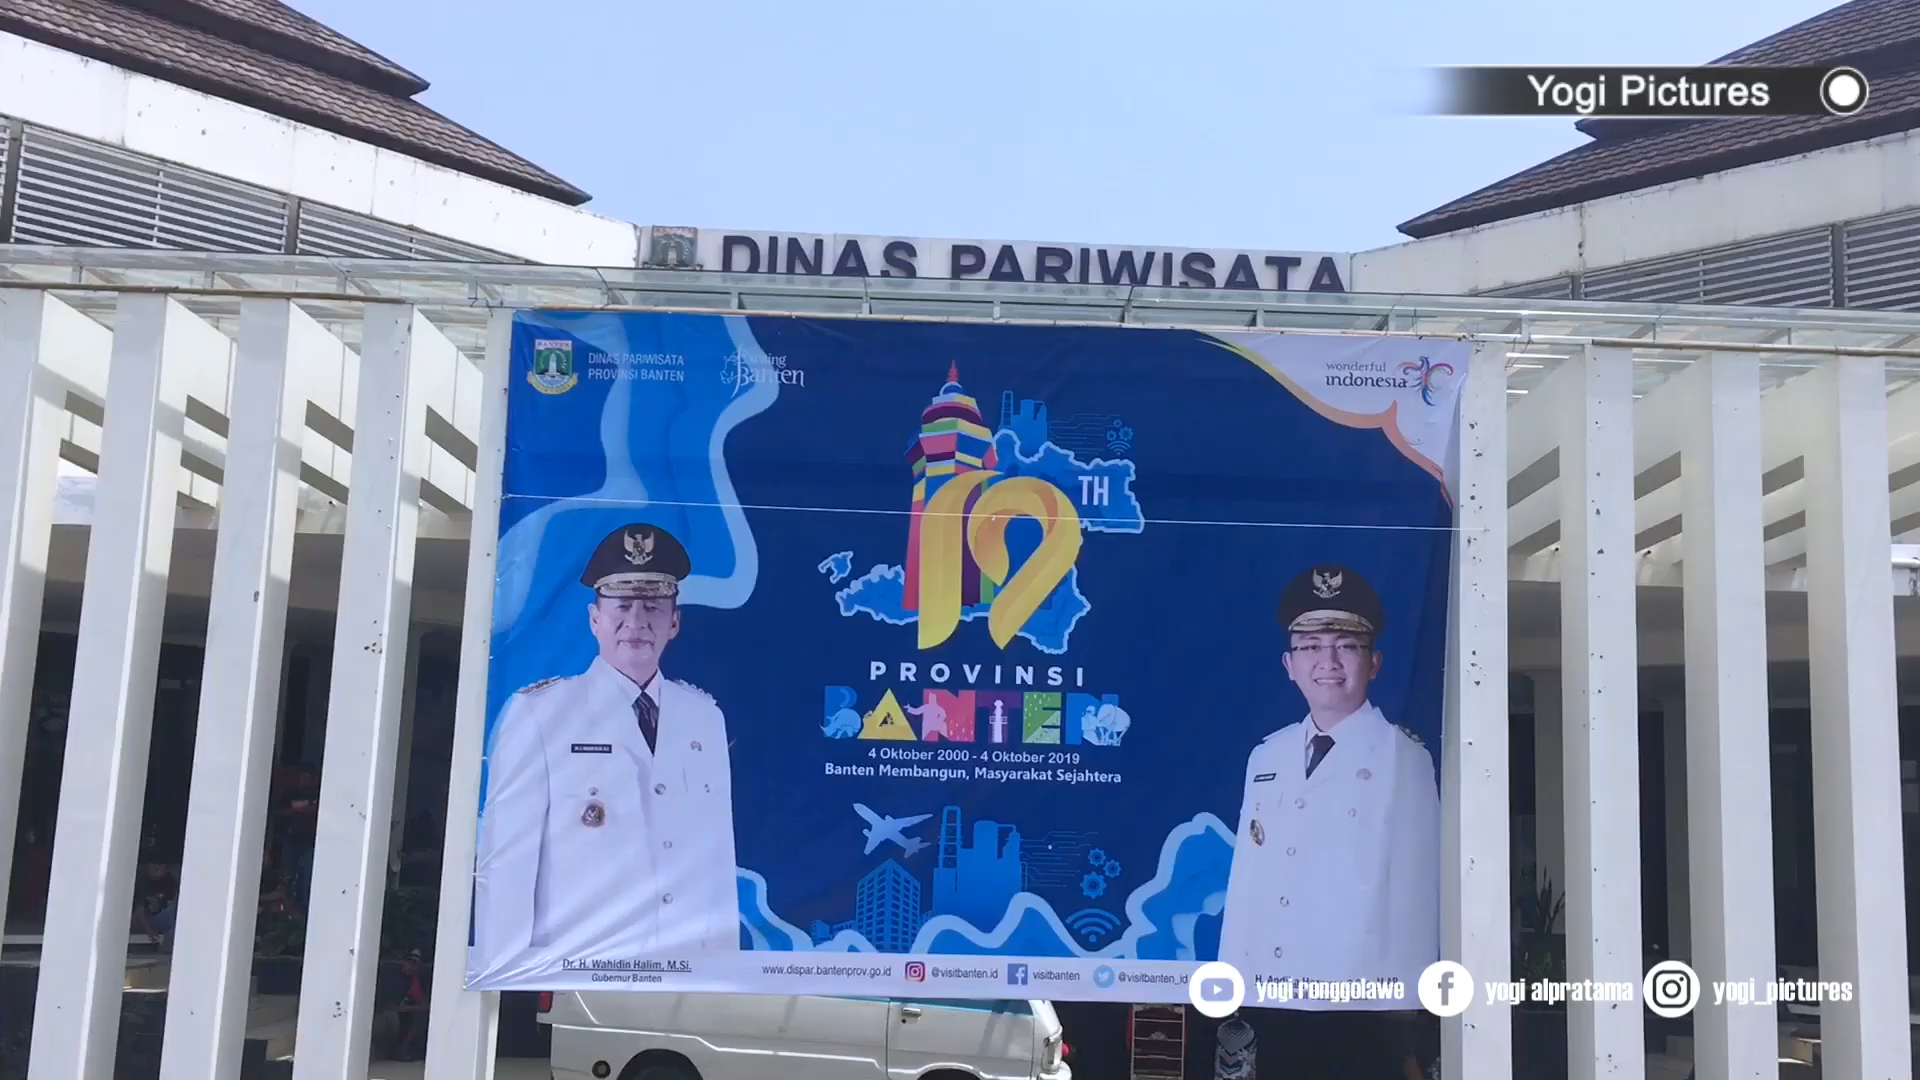 Yogi Pictures
DINAS PARIWISATA
BANTEN
DINAS PARIWISATA
PROVINSI BANTEN
Exciting
Banten
wonderful
indonesia
19 TH
PROVINSI
BANTEN
4 Oktober 2000 - 4 Oktober 2019
Banten Membangun, Masyarakat Sejahtera
Dr. H. Wahidin Halim, M.Si.
Gubernur Banten
www.dispar.bantenprov.go.id @visitbanten.id visitbanten @visitbanten_id
yogi ronggolawe yogi alpratama yogi_pictures